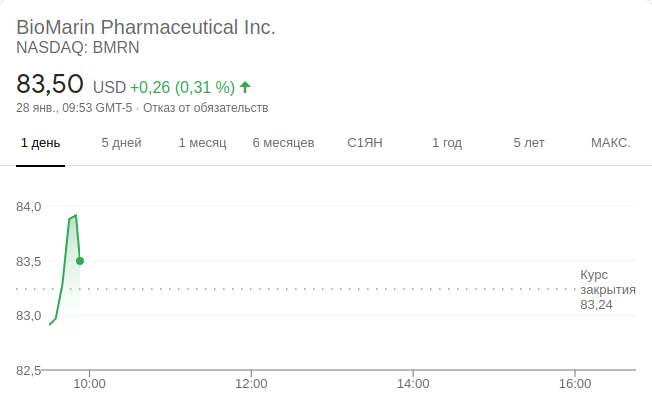 BioMarin Pharmaceutical Inc.
NASDAQ: BMRN
83,50 USD +0,26 (0,31 %)
28 янв., 09:53 GMT-5 · Отказ от обязательств
1 день 5 дней 1 месяц 6 месяцев С1ЯН 1 год 5 лет МАКС.
84,0
83,5
Курс
закрытия
83,24
83,0
82,5
10:00 12:00 14:00 16:00